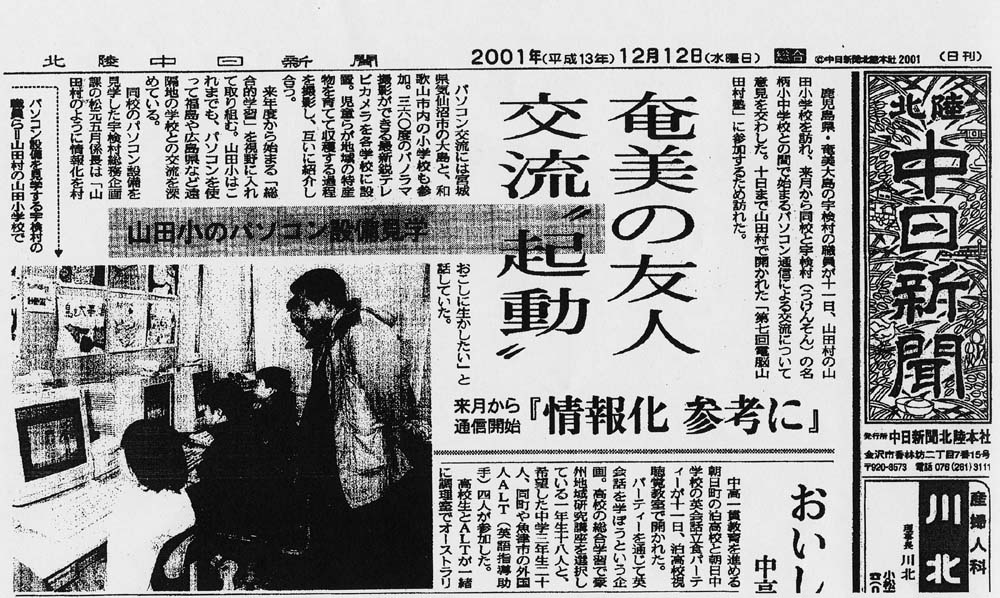 北陸中日新聞
2001年(平成13年)12月12日(水曜日)
総合
©中日新聞北陸本社 2001
(日刊)
北陸
中日新聞
発行所 中日新聞北陸本社
金沢市香林坊二丁目7番15号
〒920-8573 電話 076(261)3111
産婦人科
川北
理事長 川北
小松
奄美の友人
交流〝起動〟
来月から
通信開始
『情報化 参考に』
山田小のパソコン設備見学
鹿児島県・奄美大島の宇検村の職員が十一日、山田村の山
田小学校を訪れ、来月から同校と宇検村(うけんそん)の名
柄小中学校との間で始まるパソコン通信による交流について
意見を交わした。十日まで山田村で開かれた「第七回電脳山
田村塾」に参加するため訪れた。
パソコン交流には宮城
県気仙沼市の大島と、和
歌山市内の小学校も参
加。三六〇度のパノラマ
撮影ができる最新鋭テレ
ビカメラを各学校に設
置。児童らが地域の特産
物を育てて収穫する過程
を撮影し、互いに紹介し
合う。
来年度から始まる「総
合的学習」を視野に入れ
て取り組む。山田小はこ
れまでも、パソコンを使
って福島や広島県など遠
隔地の学校との交流を深
めている。
同校のパソコン設備を
見学した宇検村総務企画
課の松元五月係長は「山
田村のように情報化を村
おこしに生かしたい」と
話していた。
パソコン設備を見学する宇検村の
職員ら=山田村の山田小学校で
おいし
中高
中高一貫教育を進める
朝日町の泊高校と朝日中
学校の英会話立食パーテ
ィーが十一日、泊高校視
聴覚教室で開かれた。
パーティーを通じて英
会話を学ぼうという企
画。高校の総合学習で豪
州地域研究講座を選択し
ている一年生十八人と、
希望した中学三年生二十
人、同町や魚津市の外国
人ALT(英語指導助
手)四人が参加した。
高校生とALTが一緒
に調理室でオーストラリ